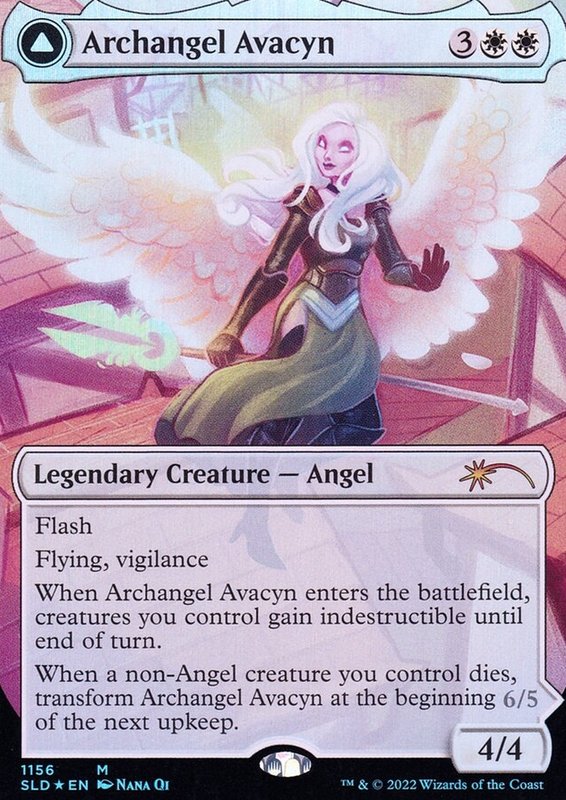 Archangel Avacyn 3
Legendary Creature — Angel
Flash
Flying, vigilance
When Archangel Avacyn enters the battlefield,
creatures you control gain indestructible until
end of turn.
When a non-Angel creature you control dies,
transform Archangel Avacyn at the beginning 6/5
of the next upkeep.
4/4
1156 M
SLD ★ EN Nana Qi
™ & © 2022 Wizards of the Coast